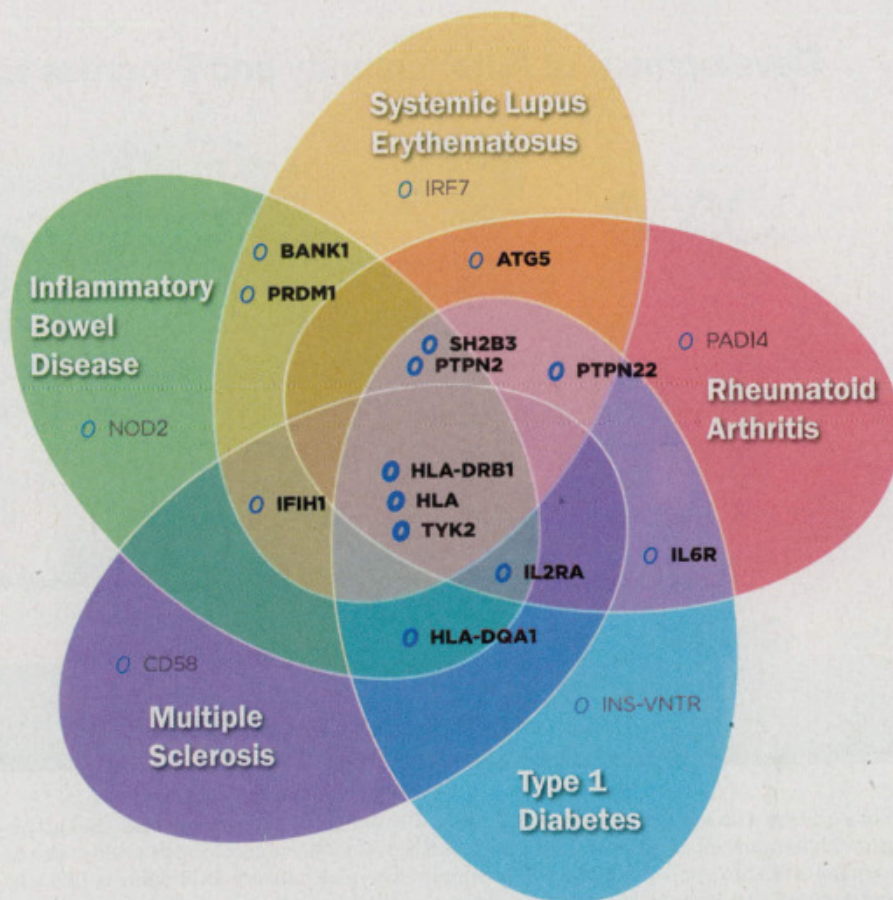 Systemic Lupus
Erythematosus
IRF7
BANK1
ATG5
PRDM1
Inflammatory
Bowel
Disease
SH2B3
PTPN2
PTPN22
PADI4
Rheumatoid
Arthritis
NOD2
HLA-DRB1
HLA
TYK2
IFIH1
IL6R
IL2RA
HLA-DQA1
CD58
Multiple
Sclerosis
INS-VNTR
Type 1
Diabetes